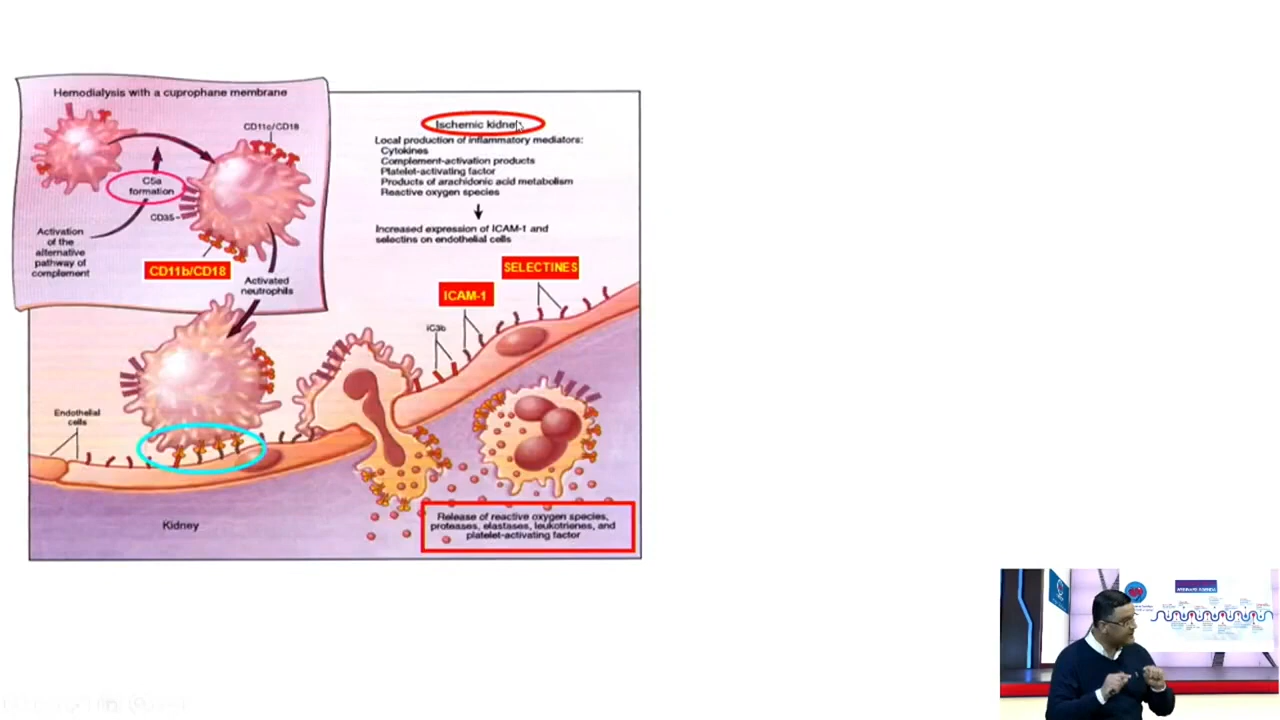 Hemodialysis with a cuprophane membrane
CD11c/CD18
C5a
formation
CD35
Activation
of the
alternative
pathway of
complement
CD11b/CD18
Activated
neutrophils
Ischemic kidney
Local production of inflammatory mediators:
Cytokines
Complement-activation products
Platelet-activating factor
Products of arachidonic acid metabolism
Reactive oxygen species
Increased expression of ICAM-1 and
selectins on endothelial cells
SELECTINES
ICAM-1
iC3b
Endothelial
cells
Kidney
Release of reactive oxygen species,
proteases, elastases, leukotrienes, and
platelet-activating factor
WEBINARS AGENDA